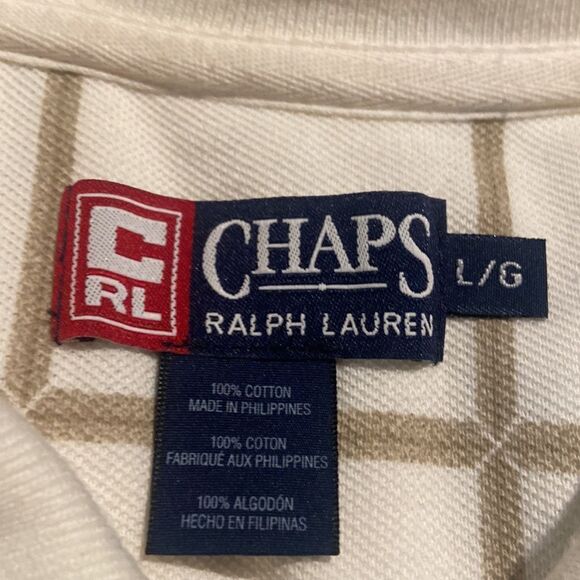 C
RL
CHAPS
RALPH LAUREN
L/G
100% COTTON
MADE IN PHILIPPINES
100% COTON
FABRIQUÉ AUX PHILIPPINES
100% ALGODÓN
HECHO EN FILIPINAS